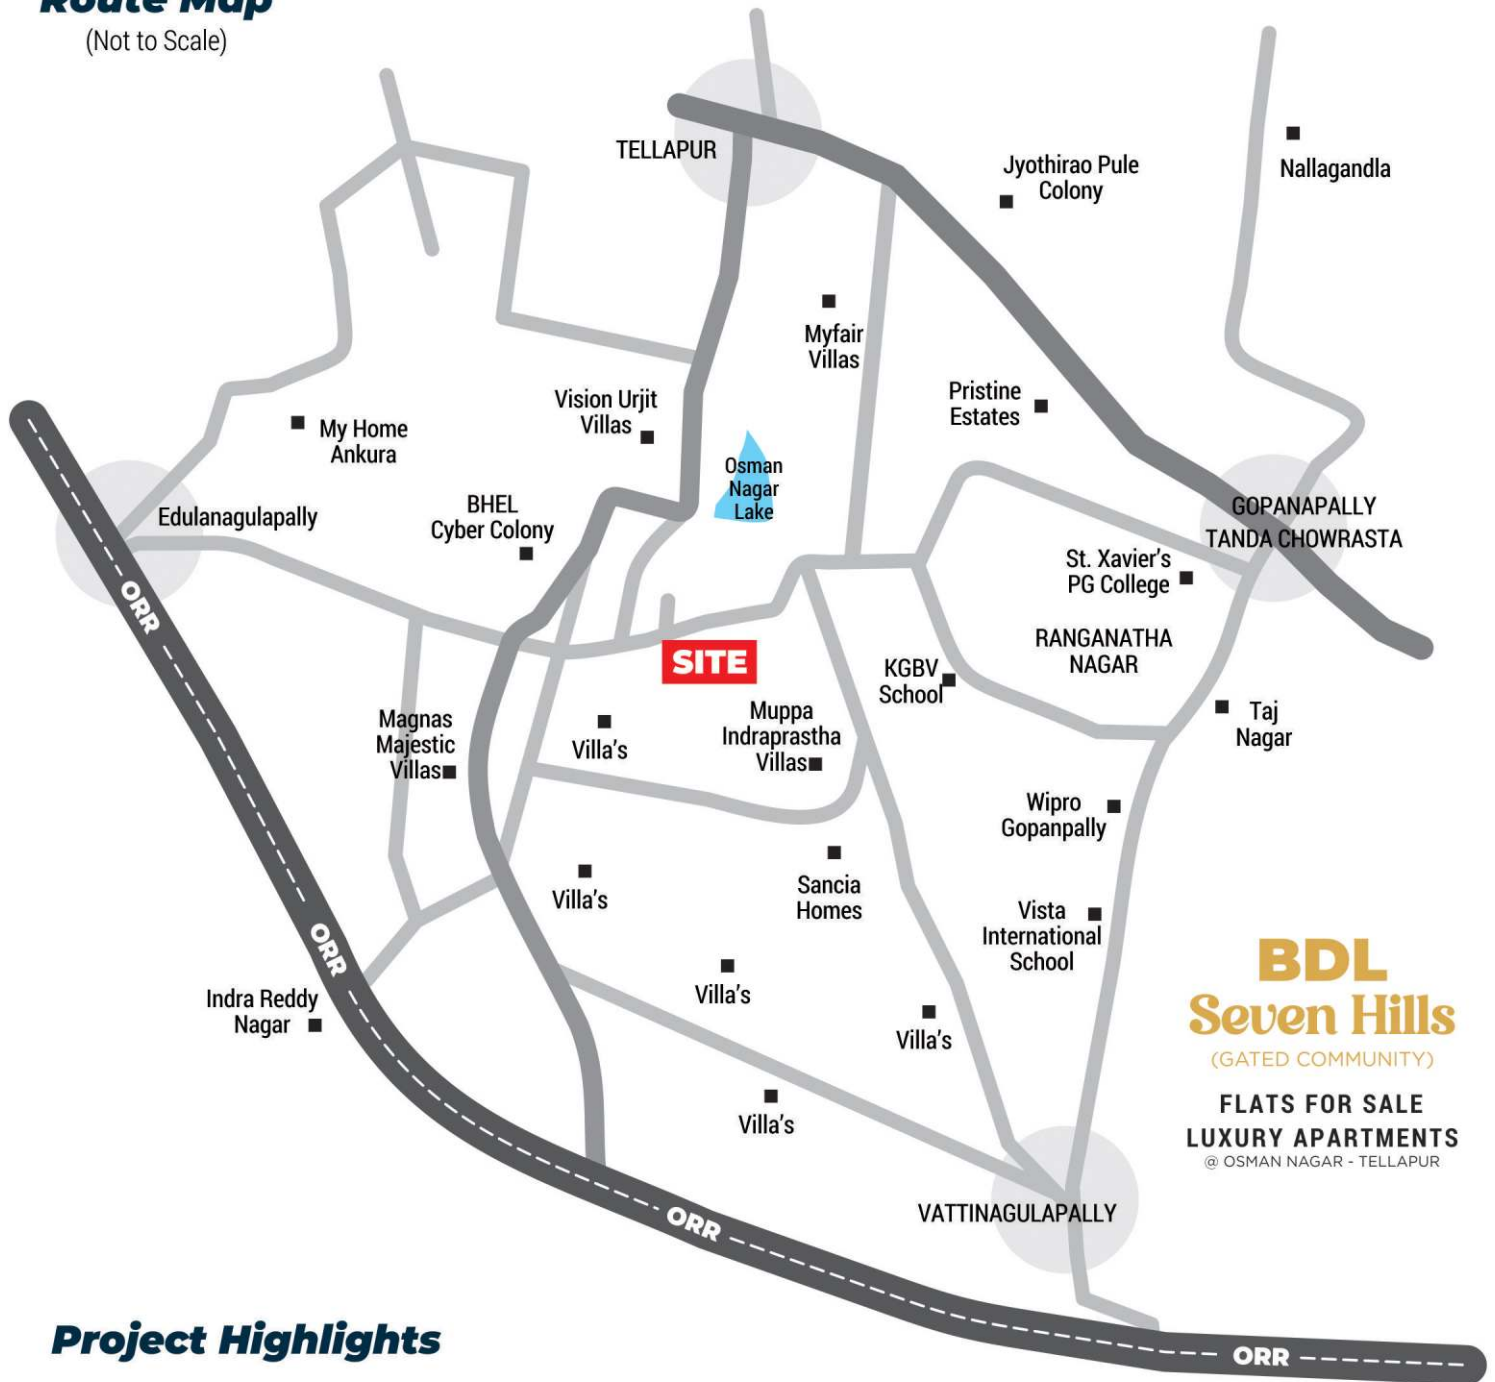 Route Map
(Not to Scale)
TELLAPUR
Jyothirao Pule
Colony
Nallagandla
Myfair
Villas
Pristine
Estates
Vision Urjit
Villas
My Home
Ankura
Osman
Nagar
Lake
BHEL
Cyber Colony
Edulanagulapally
GOPANAPALLY
TANDA CHOWRASTA
St. Xavier's
PG College
ORR
RANGANATHA
NAGAR
SITE
KGBV
School
Magnas
Majestic
Villas
Villa's
Muppa
Indraprastha
Villas
Taj
Nagar
Wipro
Gopanpally
Villa's
Sancia
Homes
Vista
International
School
ORR
Indra Reddy
Nagar
Villa's
Villa's
Villa's
BDL
Seven Hills
(GATED COMMUNITY)
FLATS FOR SALE
LUXURY APARTMENTS
@ OSMAN NAGAR - TELLAPUR
VATTINAGULAPALLY
ORR
ORR
Project Highlights